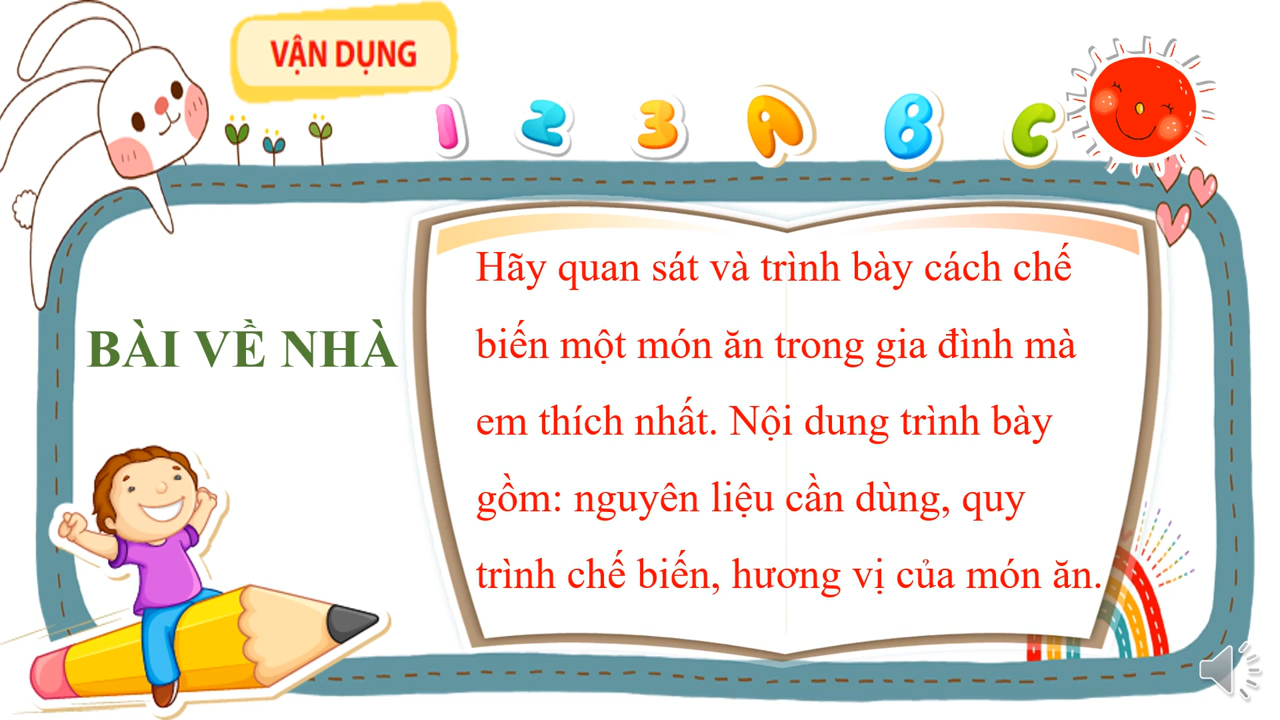 VẬN DỤNG
1 2 3 A B C
BÀI VỀ NHÀ
Hãy quan sát và trình bày cách chế
biến một món ăn trong gia đình mà
em thích nhất. Nội dung trình bày
gồm: nguyên liệu cần dùng, quy
trình chế biến, hương vị của món ăn.